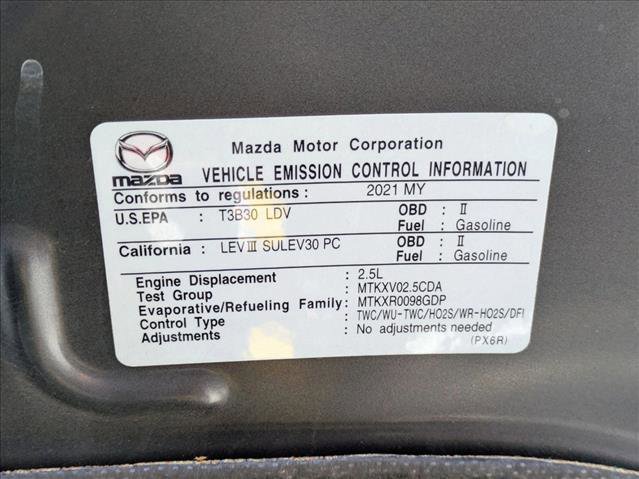 Mazda Motor Corporation
mazda
VEHICLE EMISSION CONTROL INFORMATION
Conforms to regulations : 2021 MY
U.S.EPA : T3B30 LDV OBD : II
Fuel : Gasoline
California : LEVIII SULEV30 PC OBD : II
Fuel : Gasoline
Engine Displacement : 2.5L
Test Group : MTKXV02.5CDA
Evaporative/Refueling Family: MTKXR0098GDP
Control Type : TWC/WU-TWC/HO2S/WR-HO2S/DFI
Adjustments : No adjustments needed
(PX6R)